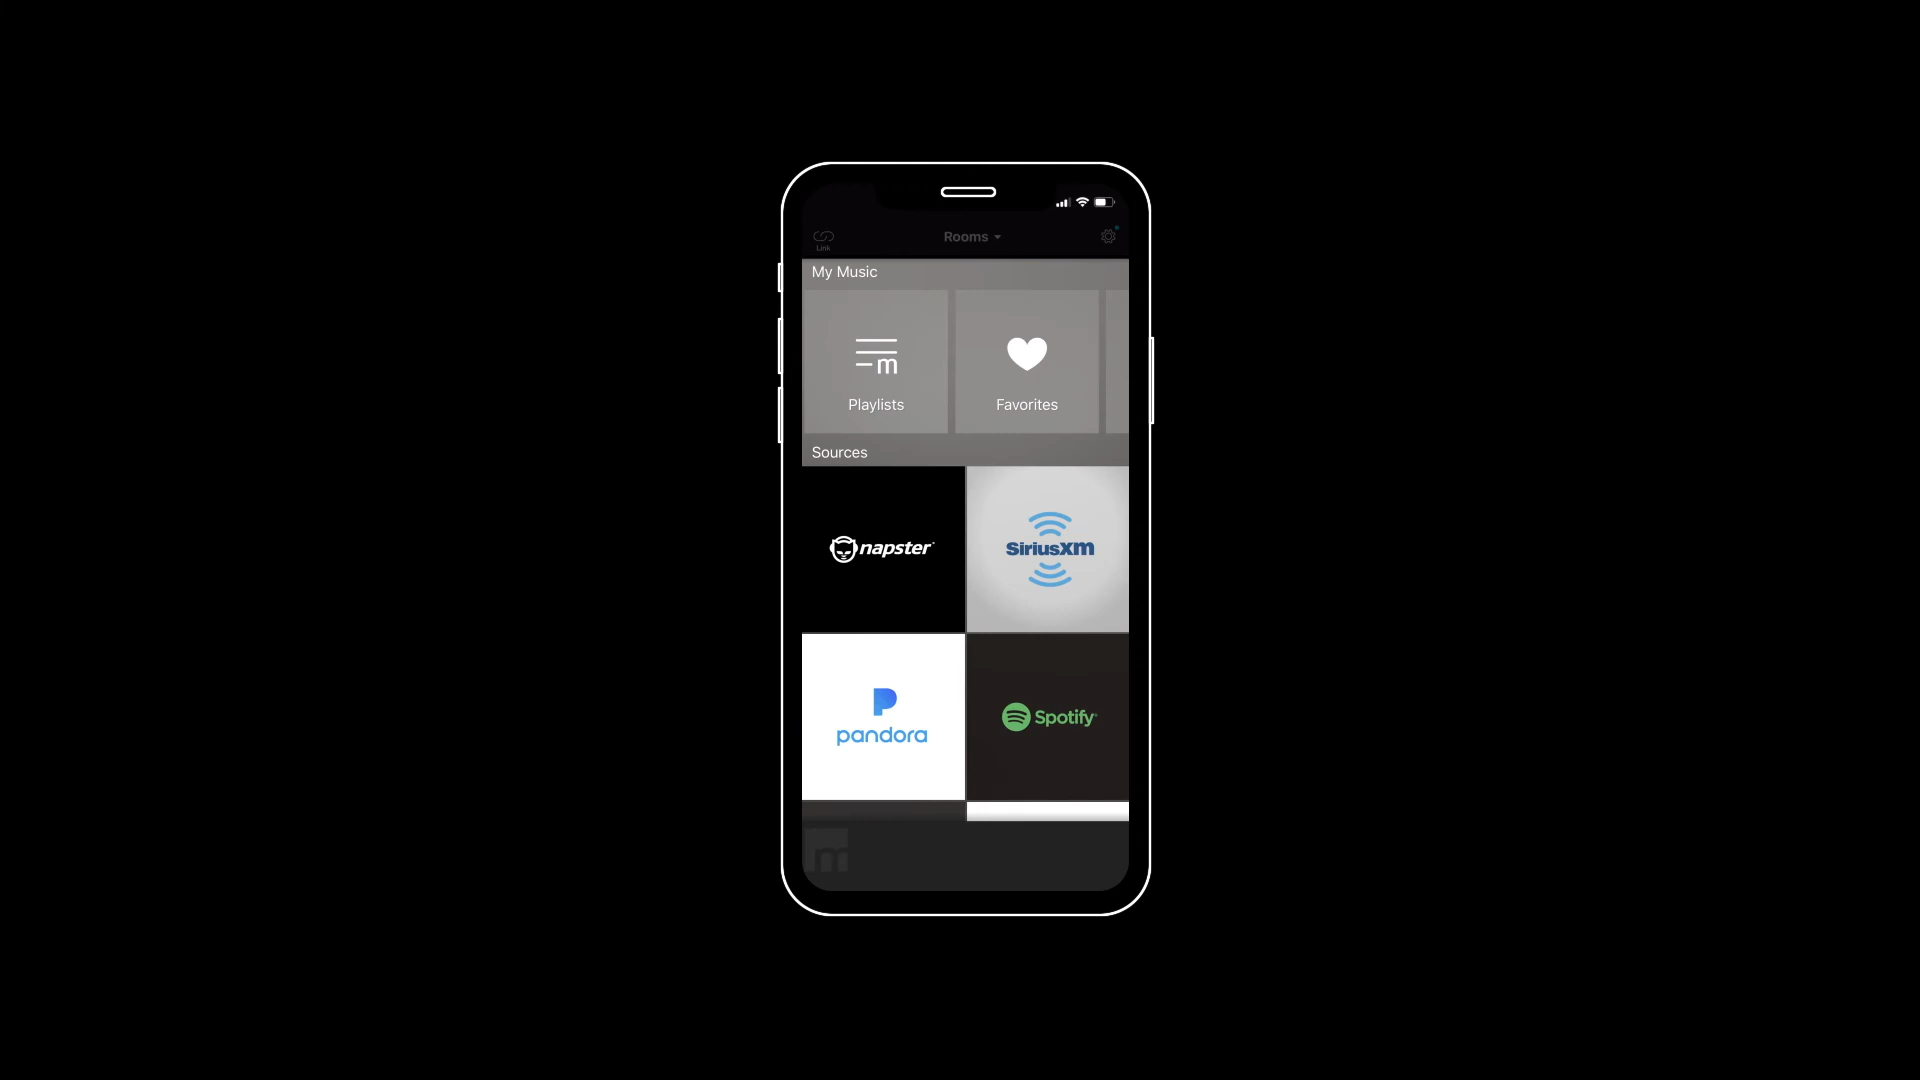 Rooms
Link
My Music
m
Playlists
Favorites
Sources
napster
SiriusXM
pandora
Spotify
m